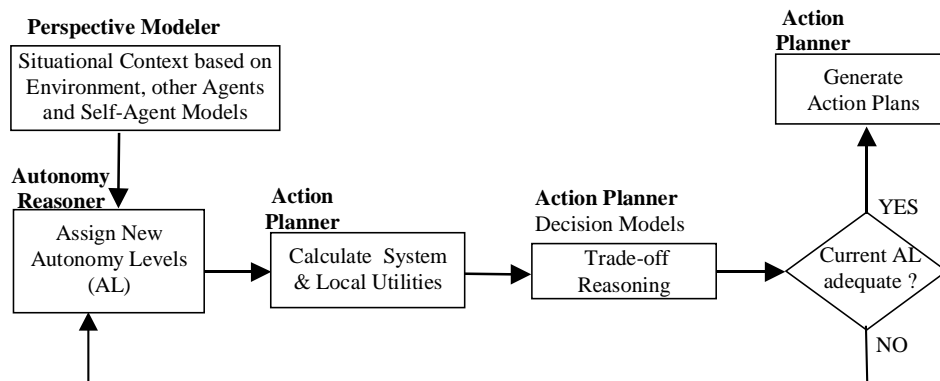 Perspective Modeler
Situational Context based on
Environment, other Agents
and Self-Agent Models
Autonomy
Reasoner
Assign New
Autonomy Levels
(AL)
Action
Planner
Calculate System
& Local Utilities
Action Planner
Decision Models
Trade-off
Reasoning
Action
Planner
Generate
Action Plans
YES
Current AL
adequate ?
NO